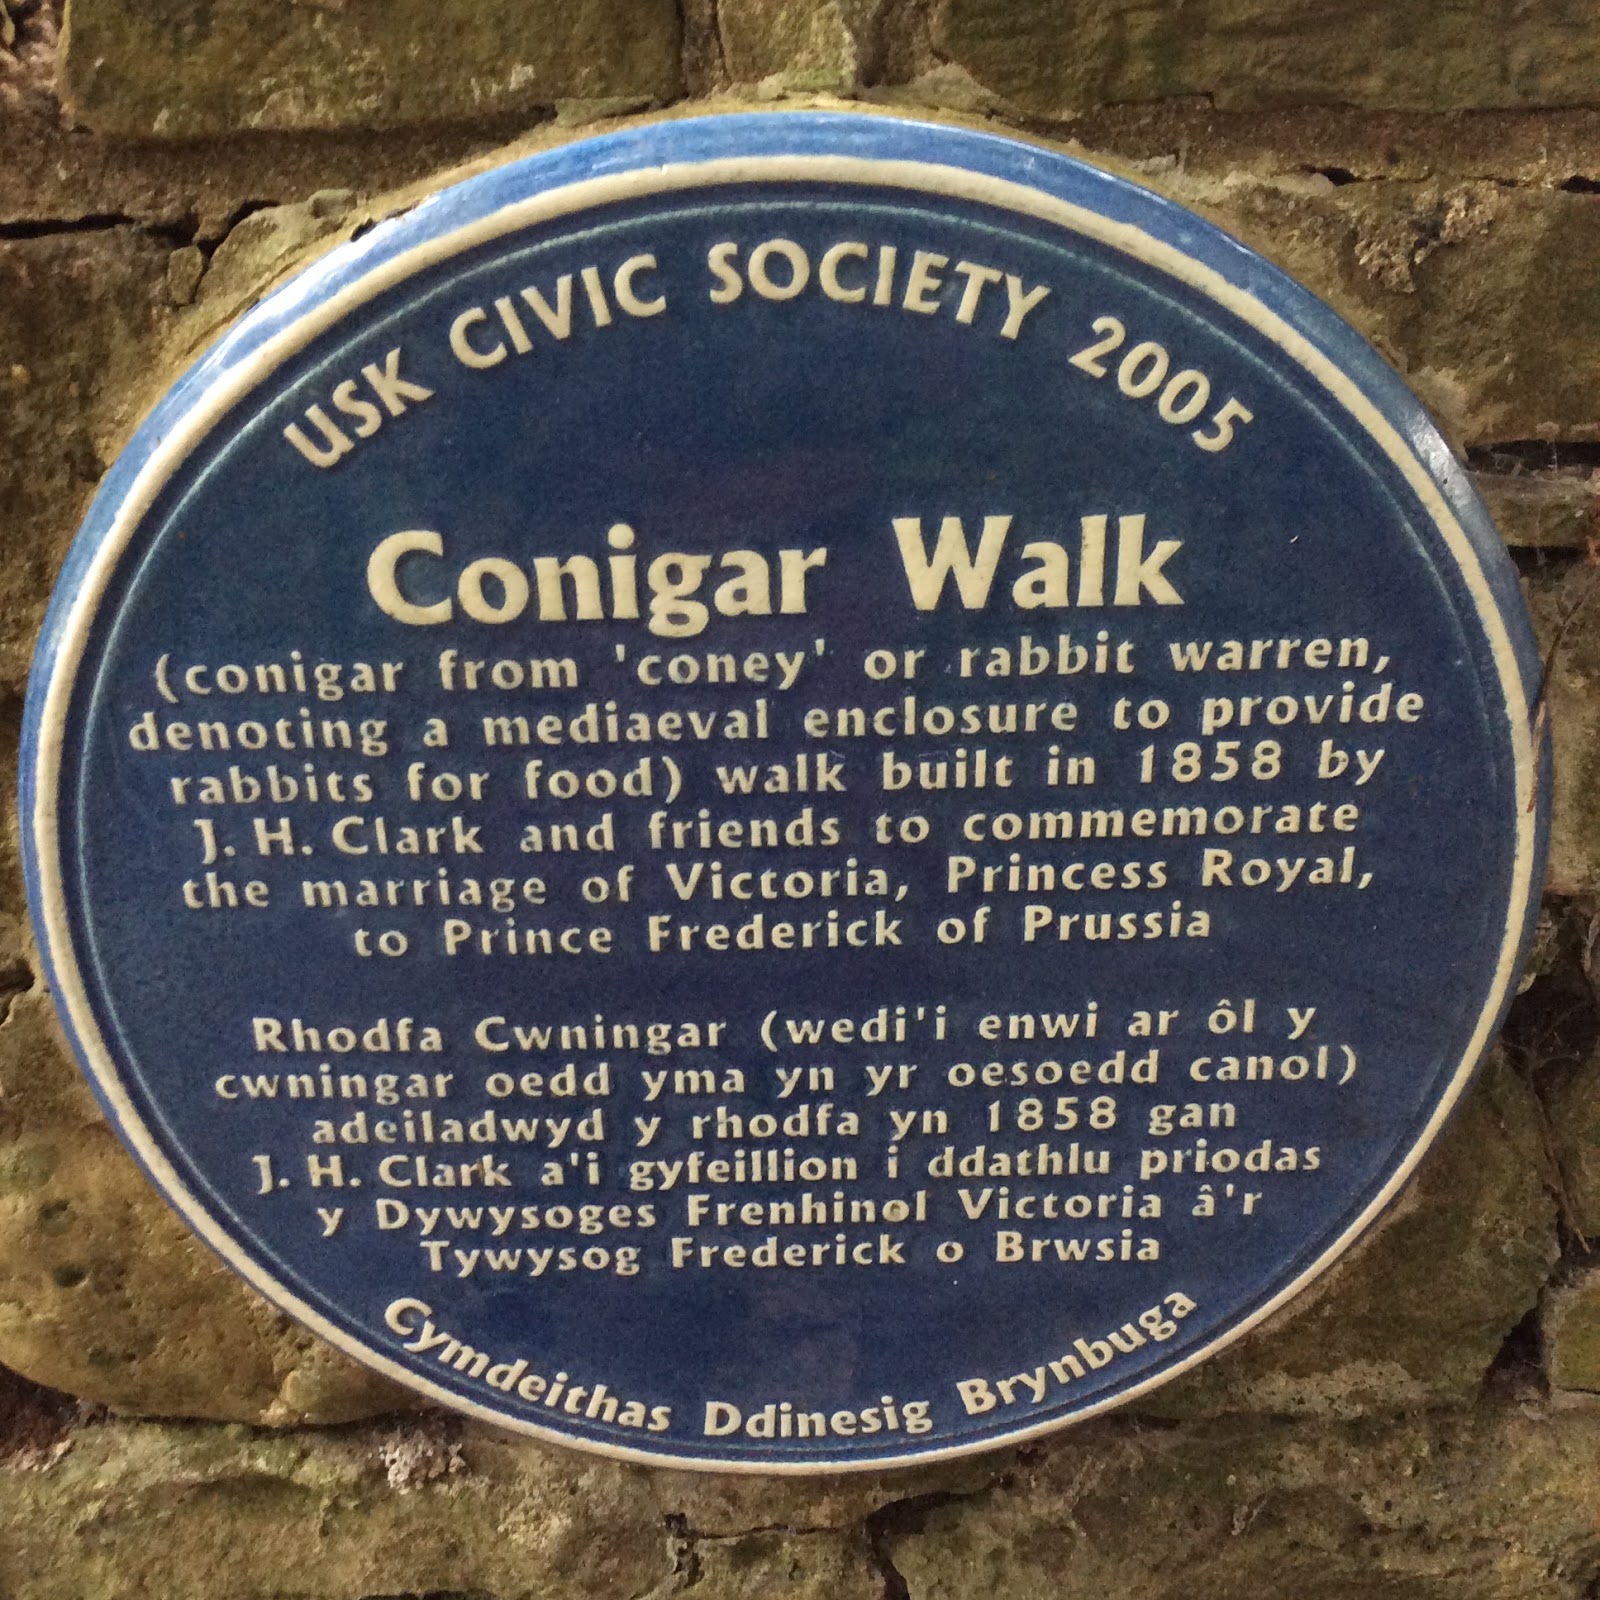 USK CIVIC SOCIETY 2005
Conigar Walk
(conigar from 'coney' or rabbit warren,
denoting a mediaeval enclosure to provide
rabbits for food) walk built in 1858 by
J. H. Clark and friends to commemorate
the marriage of Victoria, Princess Royal,
to Prince Frederick of Prussia
Rhodfa Cwningar (wedi'i enwi ar ôl y
cwningar oedd yma yn yr oesoedd canol)
adeiladwyd y rhodfa yn 1858 gan
J. H. Clark a'i gyfeillion i ddathlu priodas
y Dywysoges Frenhinol Victoria â'r
Tywysog Frederick o Brwsia
Cymdeithas Ddinesig Brynbuga